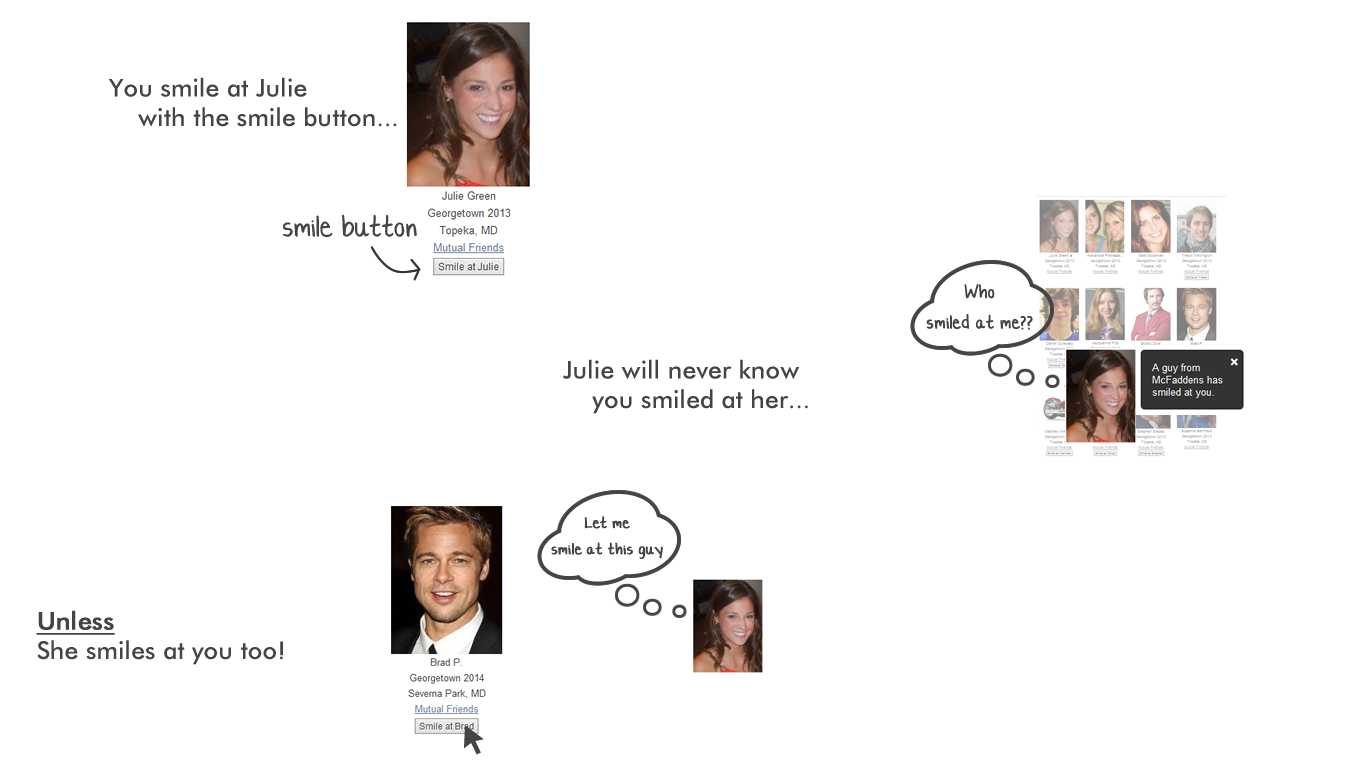 You smile at Julie
with the smile button...
Julie Green
Georgetown 2013
Topeka, MD
Mutual Friends
Smile at Julie
smile button
Julie will never know
you smiled at her...
Who
smiled at me??
A guy from
McFaddens has
smiled at you.
Unless
She smiles at you too!
Brad P.
Georgetown 2014
Severna Park, MD
Mutual Friends
Smile at Brad
Let me
smile at this guy